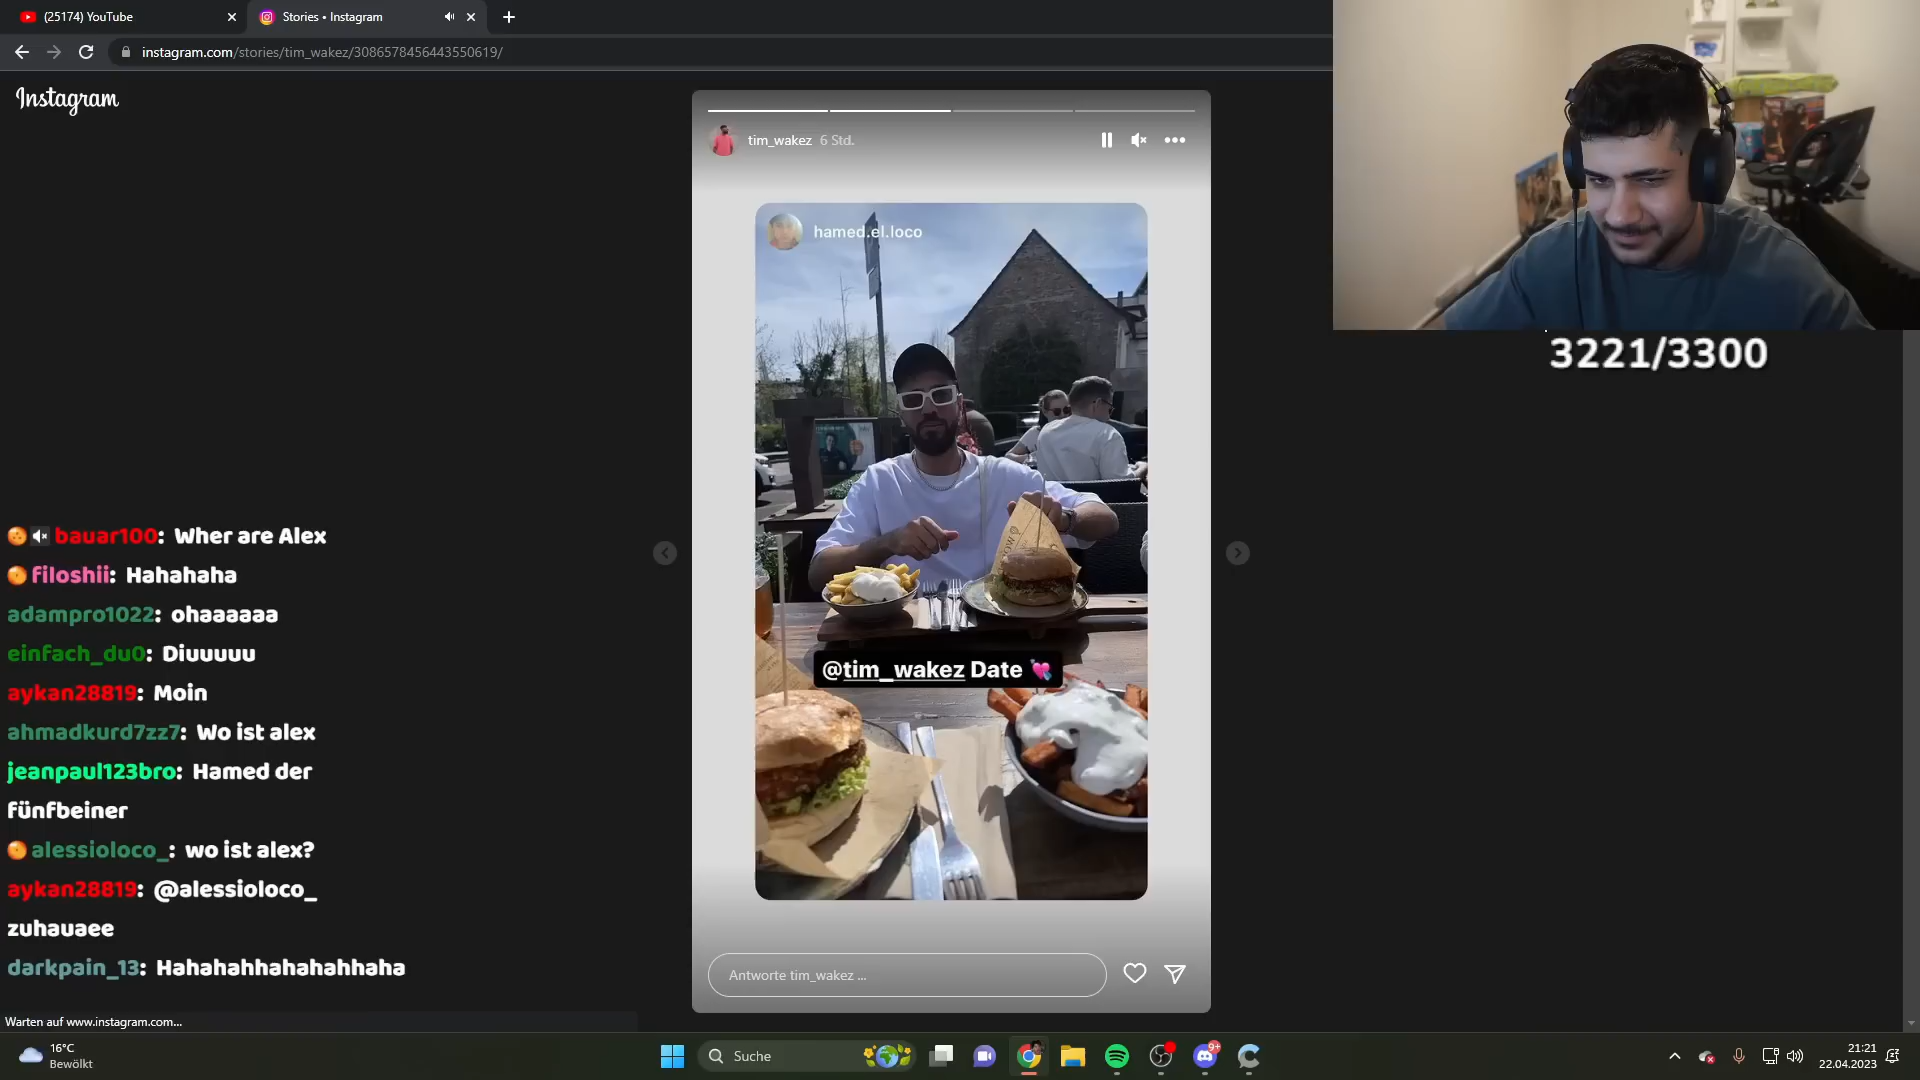 (25174) YouTube
Stories • Instagram
instagram.com/stories/tim_wakez/3086578456443550619/
Instagram
tim_wakez 6 Std.
hamed.el.loco
3221/3300
@tim_wakez Date 💘
bauar100: Wher are Alex
filoshii: Hahahaha
adampro1022: ohaaaaaa
einfach_du0: Diuuuuu
aykan28819: Moin
ahmadkurd7zz7: Wo ist alex
jeanpaul123bro: Hamed der
fünfbeiner
alessioloco_: wo ist alex?
aykan28819: @alessioloco_
zuhauaee
darkpain_13: Hahahahhahahahhaha
Antworte tim_wakez ...
Warten auf www.instagram.com...
16°C
Bewölkt
Suche
9+
21:21
22.04.2023